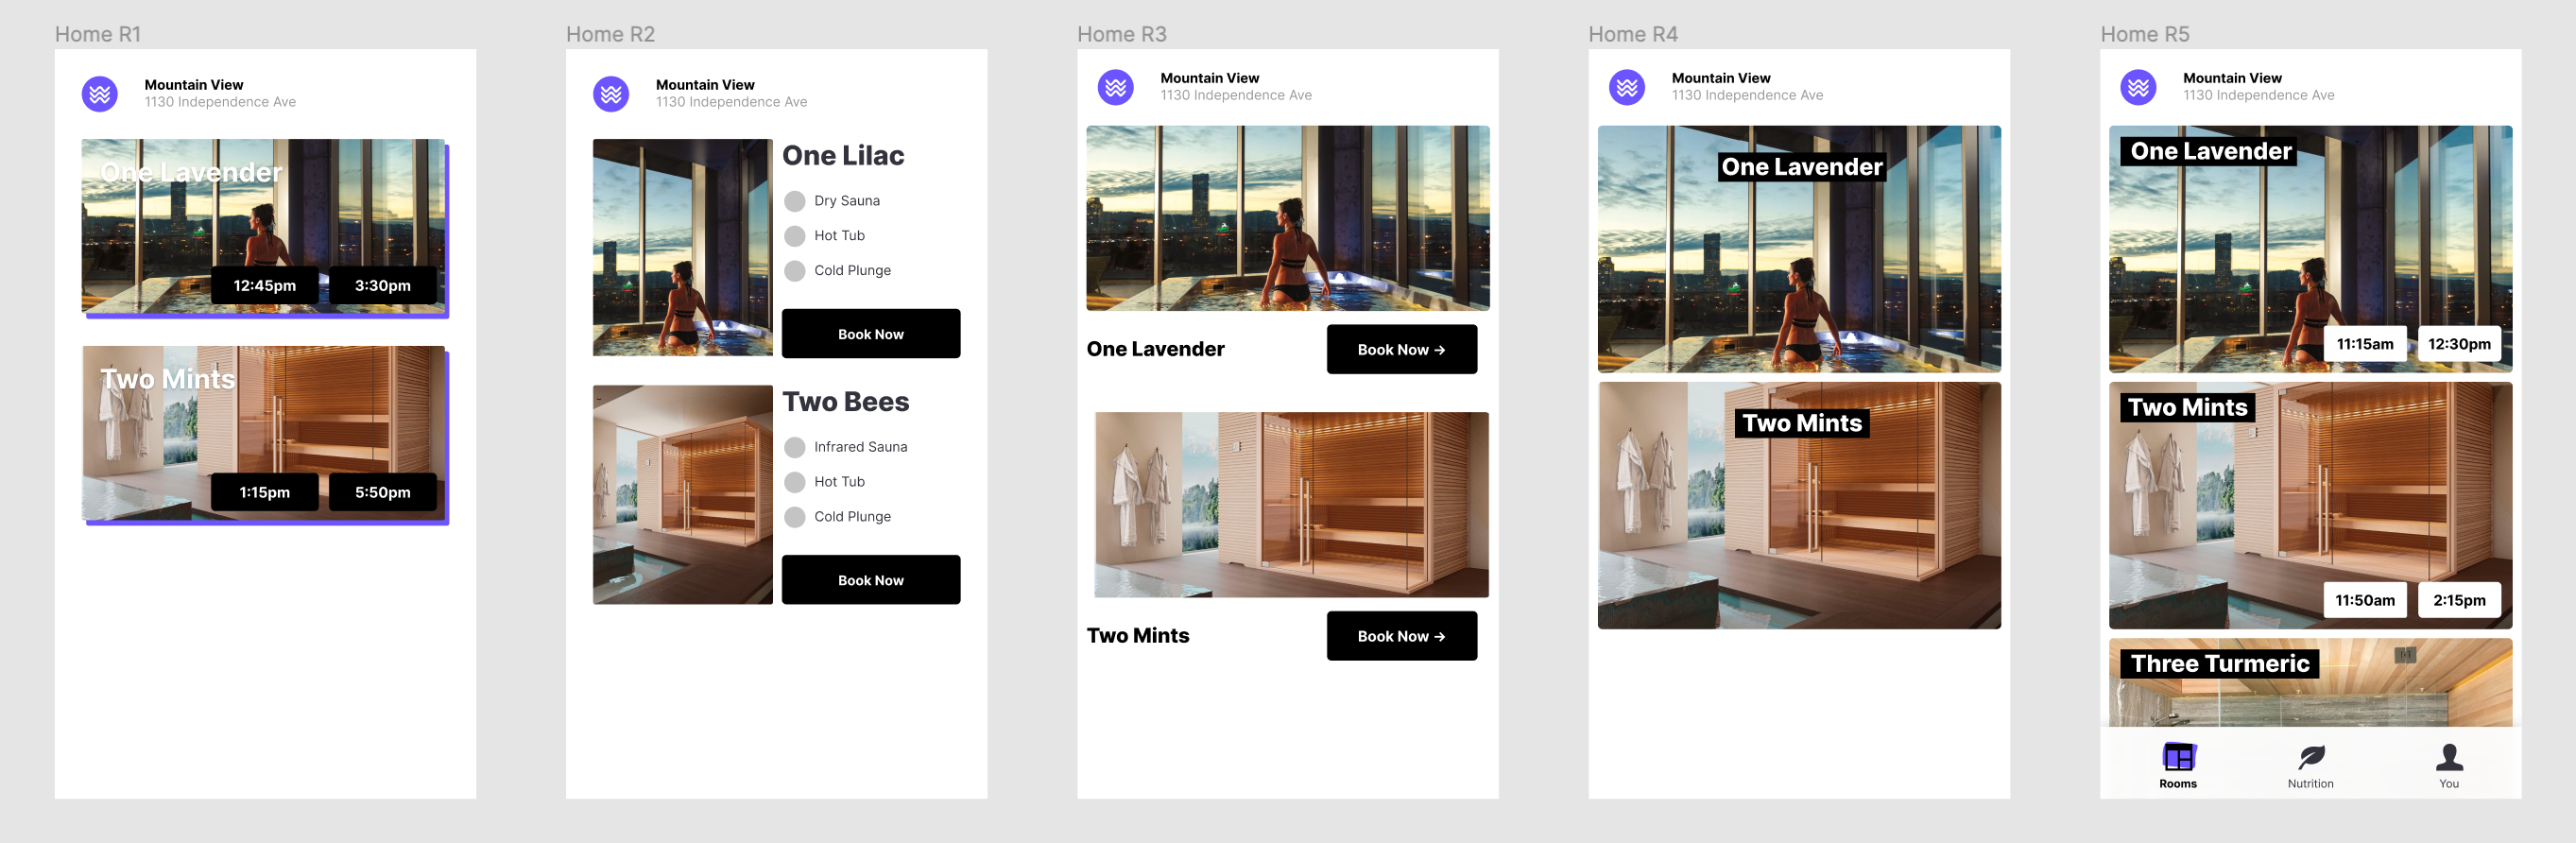 Home R1
Mountain View
1130 Independence Ave
One Lavender
12:45pm
3:30pm
Two Mints
1:15pm
5:50pm
Home R2
Mountain View
1130 Independence Ave
One Lilac
Dry Sauna
Hot Tub
Cold Plunge
Book Now
Two Bees
Infrared Sauna
Hot Tub
Cold Plunge
Book Now
Home R3
Mountain View
1130 Independence Ave
One Lavender
Book Now →
Two Mints
Book Now →
Home R4
Mountain View
1130 Independence Ave
One Lavender
Two Mints
Home R5
Mountain View
1130 Independence Ave
One Lavender
11:15am
12:30pm
Two Mints
11:50am
2:15pm
Three Turmeric
Rooms
Nutrition
You